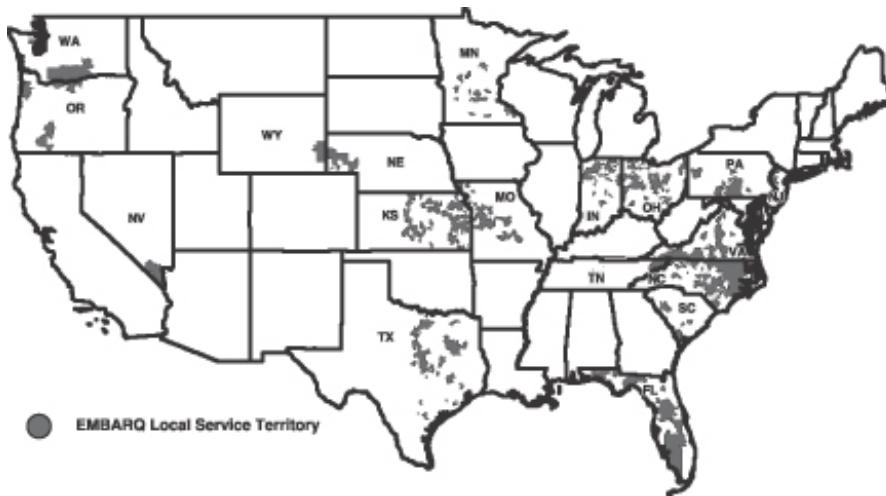 WA
MN
OR
WY
NE
PA
NV
KS
MO
IN
OH
NJ
VA
TN
NC
SC
TX
FL
EMBARQ Local Service Territory